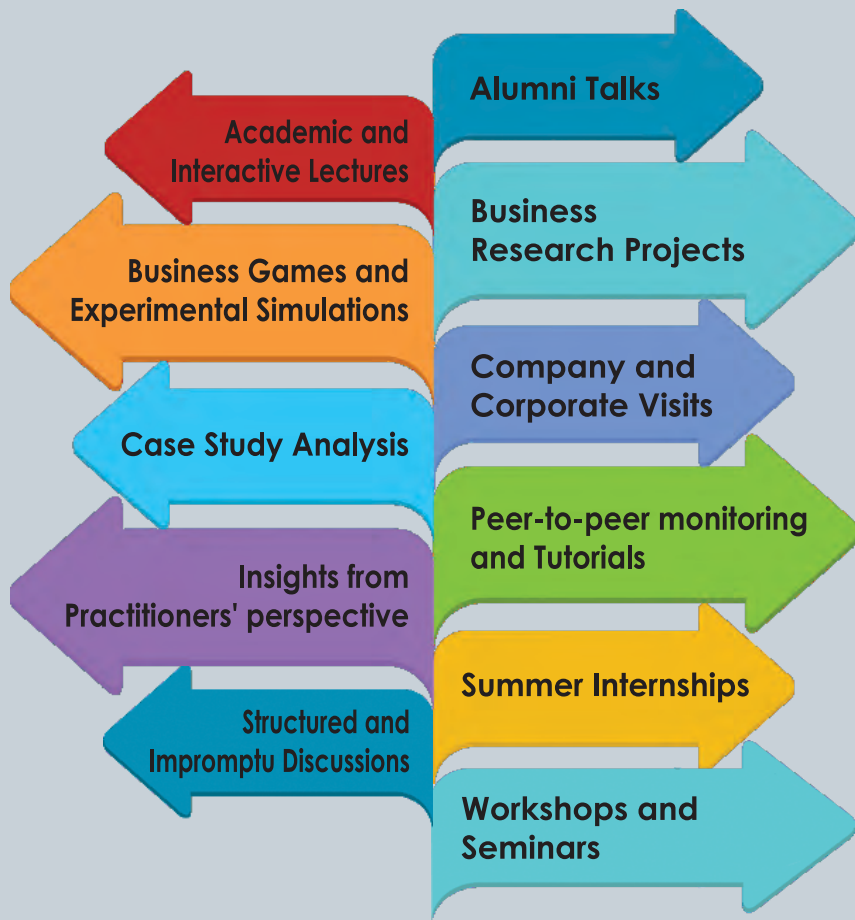 Alumni Talks
Academic and
Interactive Lectures
Business
Research Projects
Business Games and
Experimental Simulations
Company and
Corporate Visits
Case Study Analysis
Peer-to-peer monitoring
and Tutorials
Insights from
Practitioners' perspective
Summer Internships
Structured and
Impromptu Discussions
Workshops and
Seminars